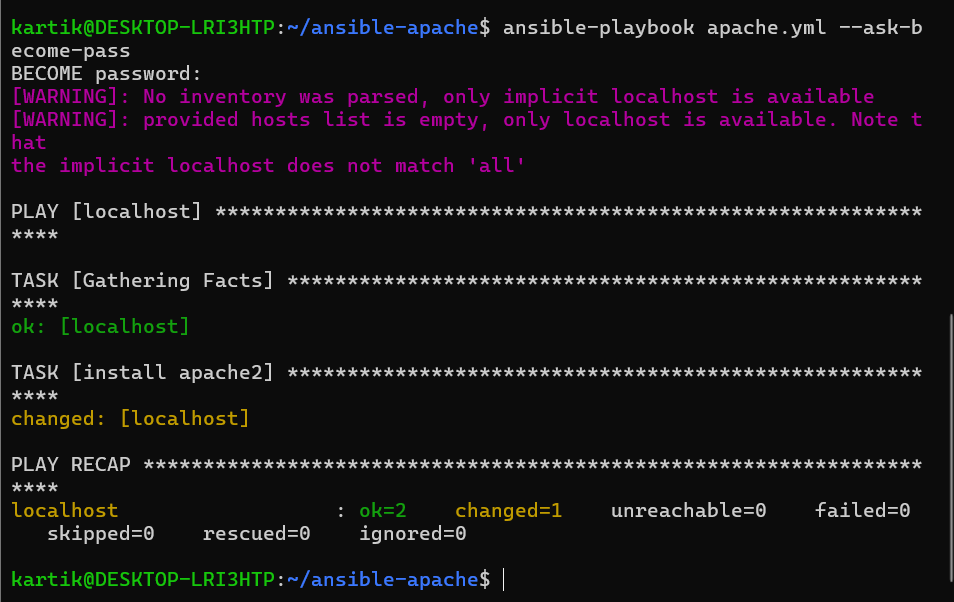 kartik@DESKTOP-LRI3HTP:~/ansible-apache$ ansible-playbook apache.yml --ask-b
ecome-pass
BECOME password:
[WARNING]: No inventory was parsed, only implicit localhost is available
[WARNING]: provided hosts list is empty, only localhost is available. Note t
hat
the implicit localhost does not match 'all'
PLAY [localhost] ***********************************************************
****
TASK [Gathering Facts] *****************************************************
****
ok: [localhost]
TASK [install apache2] *****************************************************
****
changed: [localhost]
PLAY RECAP *****************************************************************
****
localhost                  : ok=2    changed=1    unreachable=0    failed=0
   skipped=0    rescued=0    ignored=0
kartik@DESKTOP-LRI3HTP:~/ansible-apache$